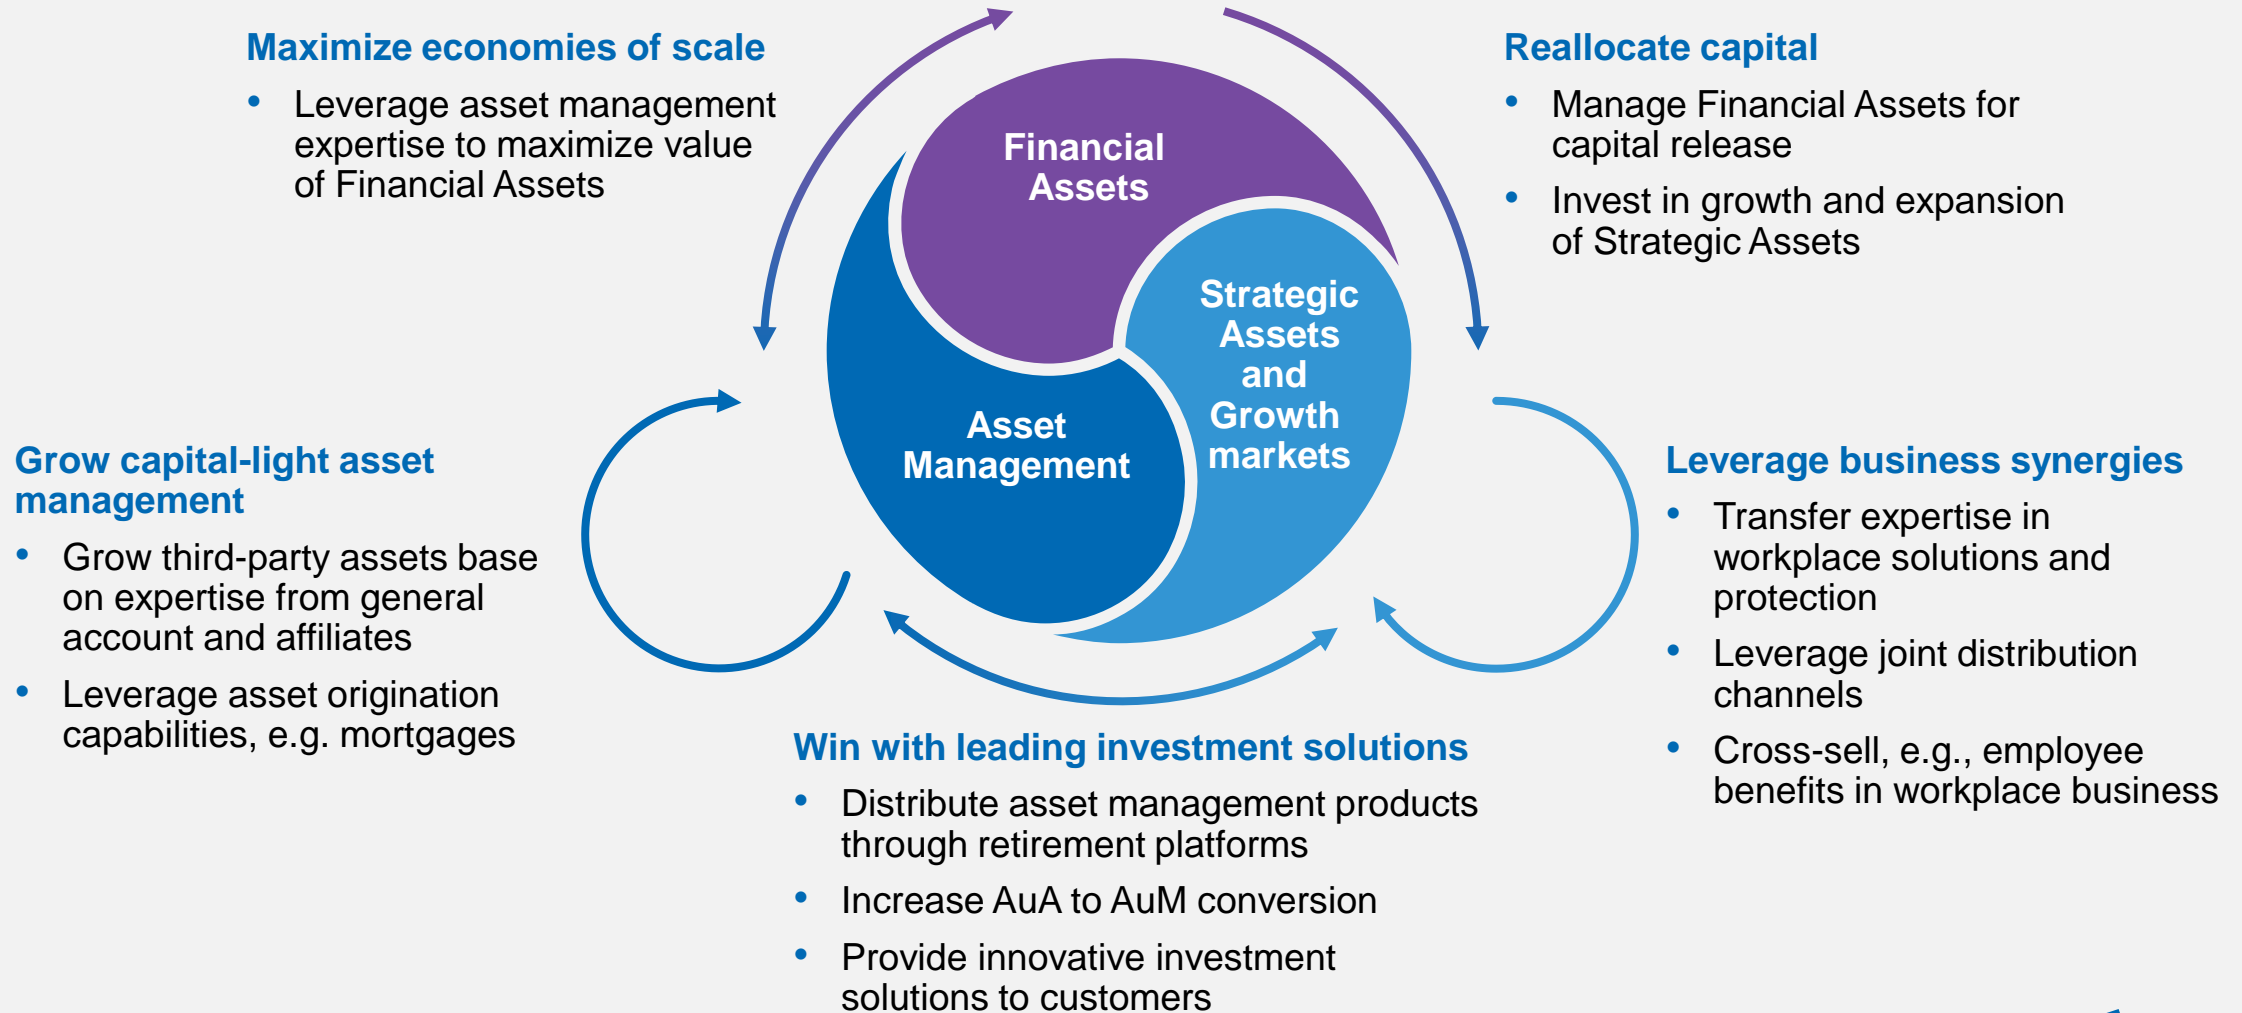 Maximize economies of scale
• Leverage asset management
expertise to maximize value
of Financial Assets
Reallocate capital
• Manage Financial Assets for
capital release
• Invest in growth and expansion
of Strategic Assets
Financial
Assets
Strategic
Assets
and
Growth
markets
Asset
Management
Grow capital-light asset
management
• Grow third-party assets base
on expertise from general
account and affiliates
• Leverage asset origination
capabilities, e.g. mortgages
Leverage business synergies
• Transfer expertise in
workplace solutions and
protection
• Leverage joint distribution
channels
• Cross-sell, e.g., employee
benefits in workplace business
Win with leading investment solutions
• Distribute asset management products
through retirement platforms
• Increase AuA to AuM conversion
• Provide innovative investment
solutions to customers